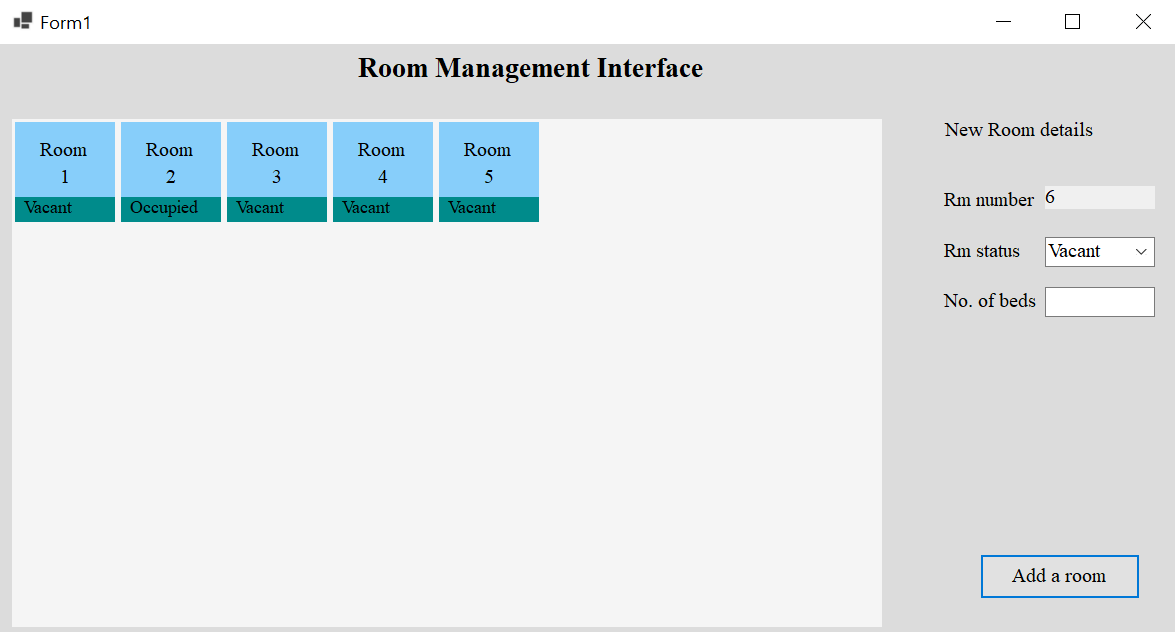 Form1
Room Management Interface
Room
1
Vacant
Room
2
Occupied
Room
3
Vacant
Room
4
Vacant
Room
5
Vacant
New Room details
Rm number 6
Rm status Vacant
No. of beds
Add a room